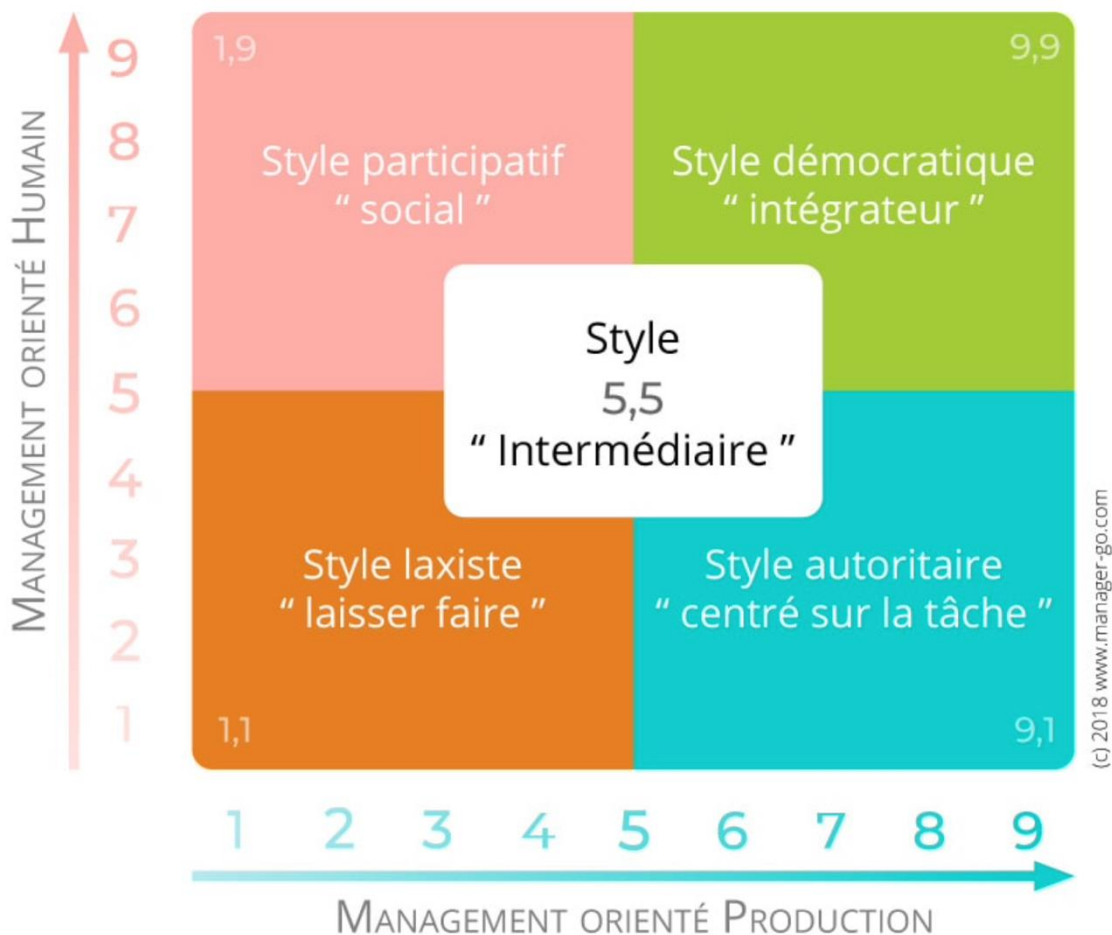 MANAGEMENT ORIENTÉ HUMAIN
9
8
7
6
5
4
3
2
1
1,9
9,9
Style participatif
“ social ”
Style démocratique
“ intégrateur ”
Style
5,5
“ Intermédiaire ”
Style laxiste
“ laisser faire ”
Style autoritaire
“ centré sur la tâche ”
1,1
9,1
1 2 3 4 5 6 7 8 9
MANAGEMENT ORIENTÉ PRODUCTION
(c) 2018 www.manager-go.com